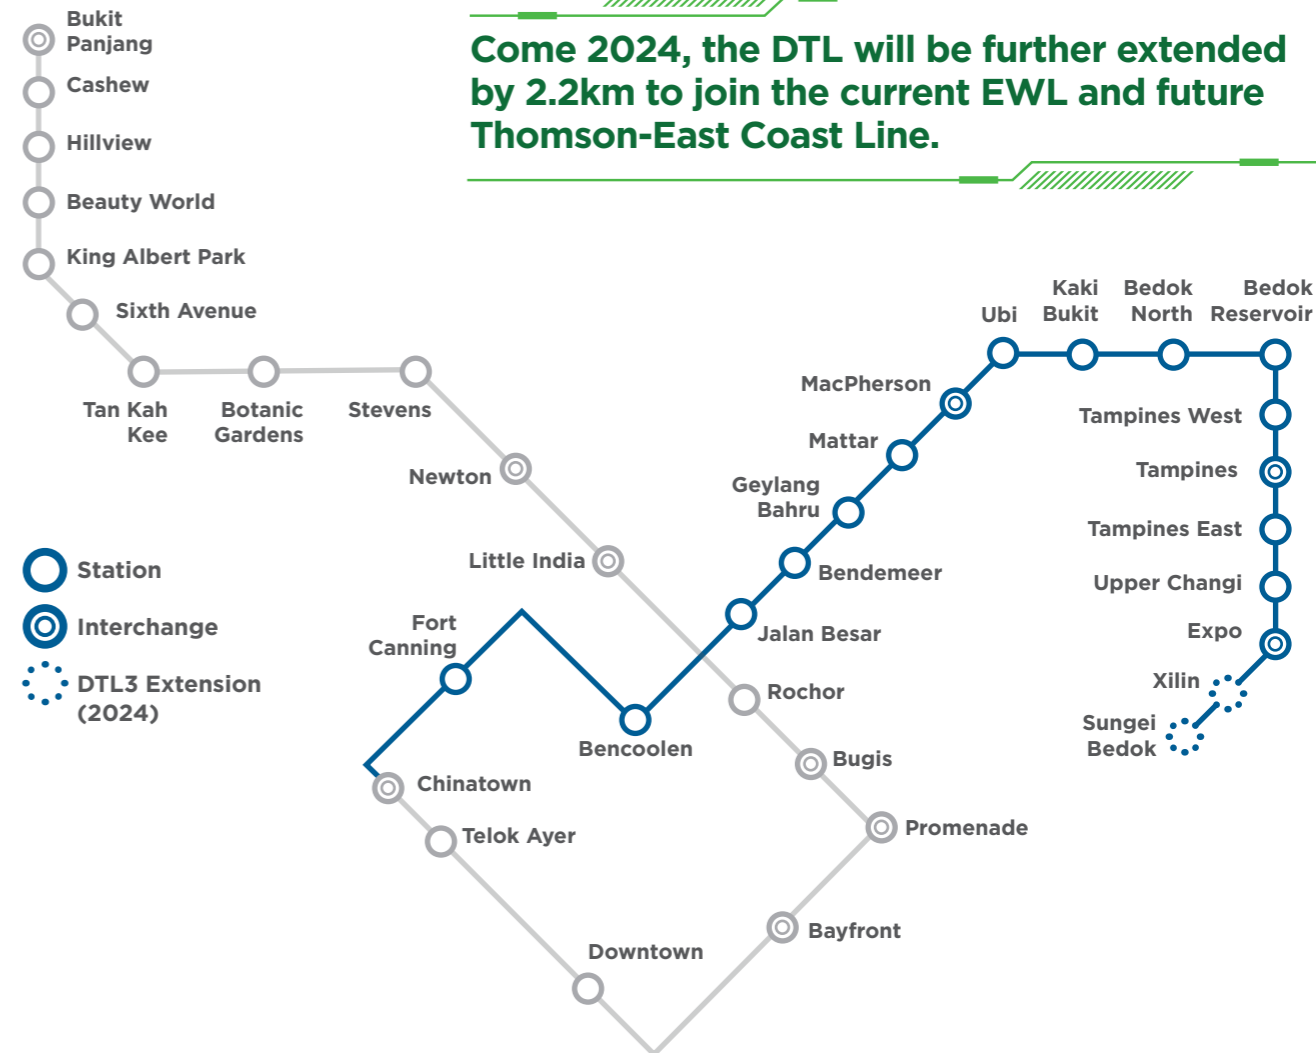 Bukit
Panjang
Come 2024, the DTL will be further extended
by 2.2km to join the current EWL and future
Thomson-East Coast Line.
Cashew
Hillview
Beauty World
King Albert Park
Sixth Avenue
Tan Kah
Kee
Botanic
Gardens
Stevens
Newton
Little India
Ubi
Kaki
Bukit
Bedok
North
Bedok
Reservoir
MacPherson
Mattar
Geylang
Bahru
Bendemeer
Jalan Besar
Tampines West
Tampines
Tampines East
Upper Changi
Expo
Xilin
Sungei
Bedok
Station
Interchange
DTL3 Extension
(2024)
Fort
Canning
Bencoolen
Rochor
Bugis
Promenade
Chinatown
Telok Ayer
Bayfront
Downtown